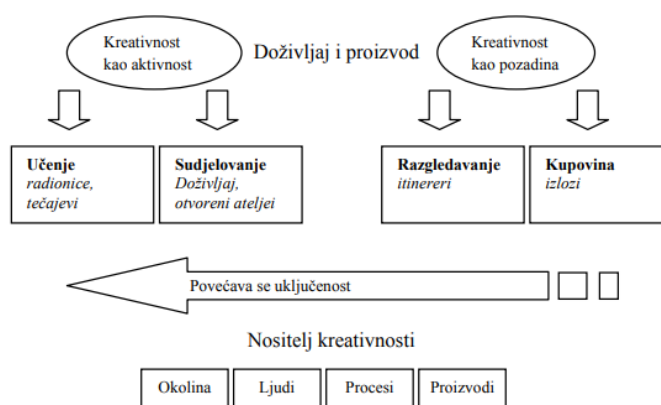 Kreativnost
kao aktivnost
Doživljaj i proizvod
Kreativnost
kao pozadina
Učenje
radionice,
tečajevi
Sudjelovanje
Doživljaj,
otvoreni ateljei
Razgledavanje
itinereri
Kupovina
izlozi
Povećava se uključenost
Nositelj kreativnosti
Okolina
Ljudi
Procesi
Proizvodi